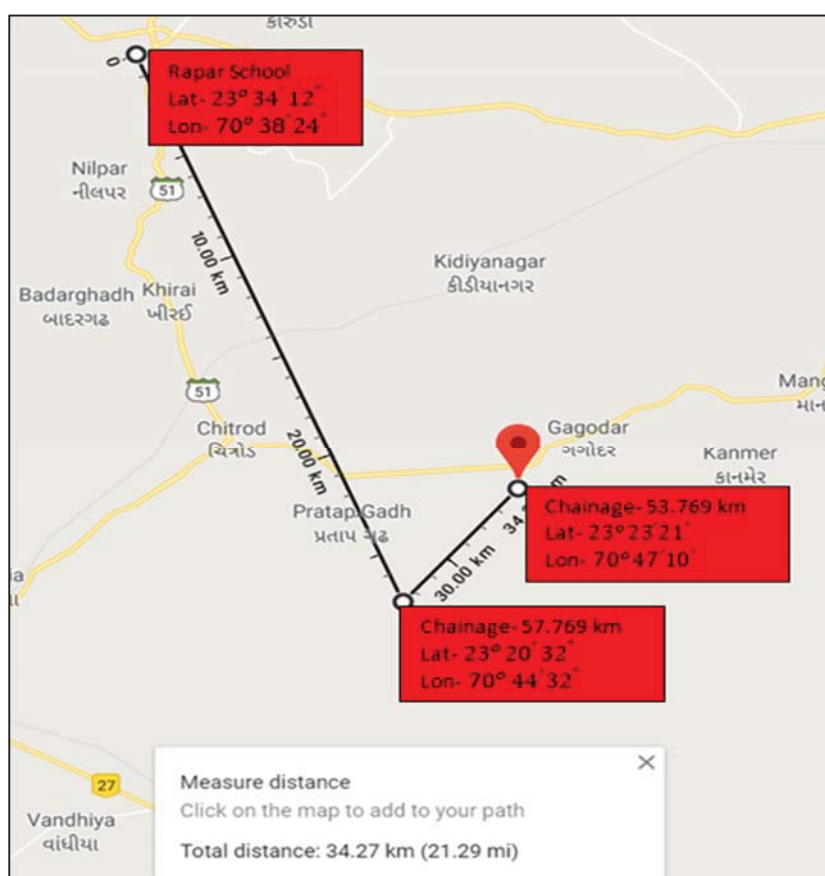 કારુડા
0
Rapar School
Lat- 23° 34' 12"
Lon- 70° 38' 24"
Nilpar
નીલપર
51
10.00 km
Kidiyanagar
કીડીયાનગર
Badarghadh
બાદરગઢ
Khirai
ખીરઈ
51
Chitrod
ચિત્રોડ
20.00 km
Gagodar
ગાગોદર
Kanmer
કાનમેર
Pratap Gadh
પ્રતાપ ગઢ
30.00 km
Chainage- 53.769 km
Lat- 23° 23' 21"
Lon- 70° 47' 10"
Chainage- 57.769 km
Lat- 23° 20' 32"
Lon- 70° 44' 32"
27
Vandhiya
વાંધીયા
Measure distance
Click on the map to add to your path
Total distance: 34.27 km (21.29 mi)